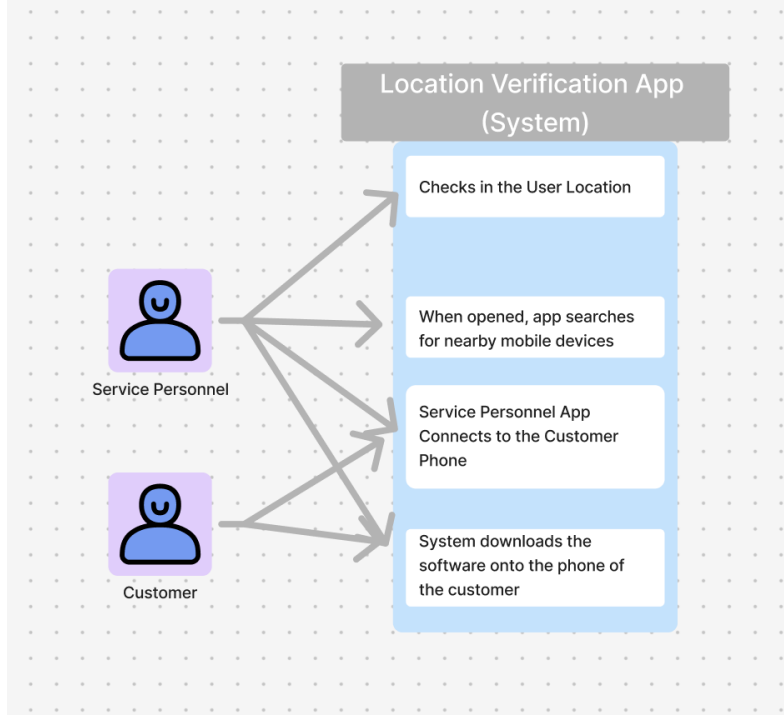 Location Verification App
(System)
Checks in the User Location
When opened, app searches
for nearby mobile devices
Service Personnel
Service Personnel App
Connects to the Customer
Phone
System downloads the
software onto the phone of
the customer
Customer